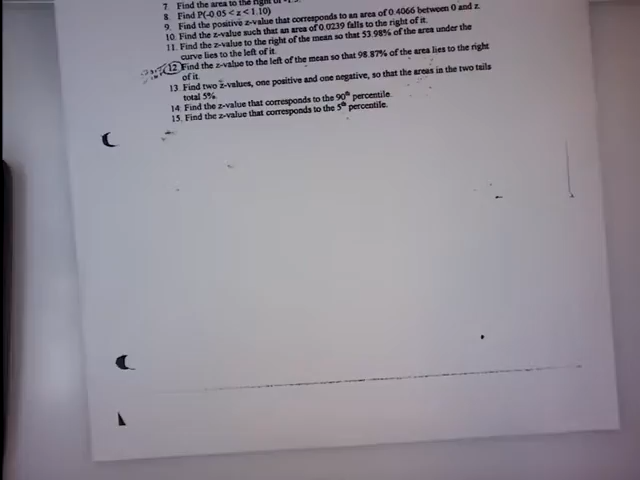 7. Find the area to the right of -1.5.
8. Find P(-0.05 < z < 1.10)
9. Find the positive z-value that corresponds to an area of 0.4066 between 0 and z.
10. Find the z-value such that an area of 0.0239 falls to the right of it.
11. Find the z-value to the right of the mean so that 53.98% of the area under the
curve lies to the left of it.
12. Find the z-value to the left of the mean so that 98.87% of the area lies to the right
of it.
13. Find two z-values, one positive and one negative, so that the areas in the two tails
total 5%.
14. Find the z-value that corresponds to the 90th percentile.
15. Find the z-value that corresponds to the 5th percentile.